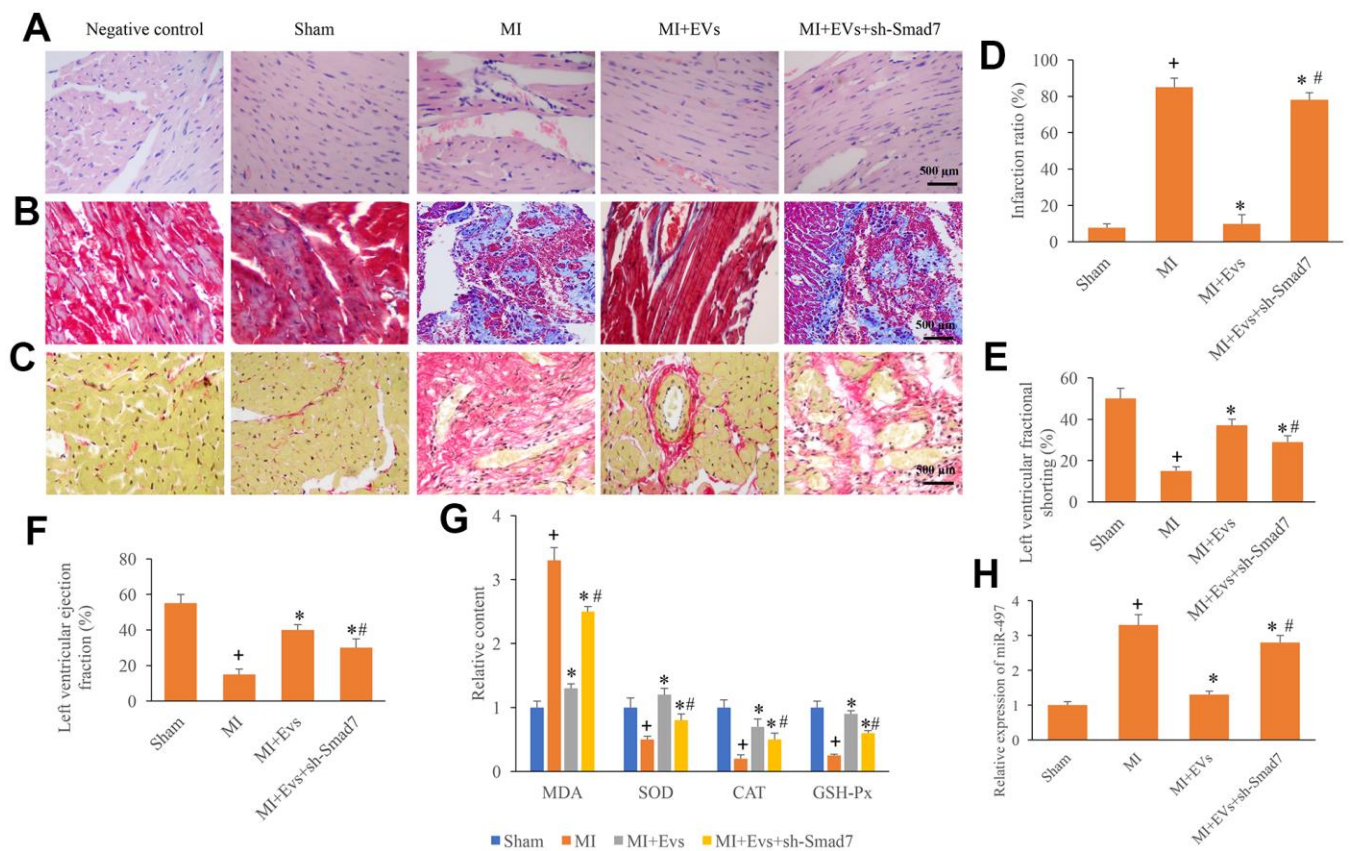 A
Negative control Sham MI MI+EVs MI+EVs+sh-Smad7
500 μm
B
500 μm
C
500 μm
D
Infarction ratio (%)
100
80
60
40
20
0
+
*
* #
Sham MI MI+Evs MI+Evs+sh-Smad7
E
Left ventricular fractional
shorting (%)
60
40
20
0
+
*
*#
Sham MI MI+Evs MI+Evs+sh-Smad7
F
Left ventricular ejection
fraction (%)
80
60
40
20
0
+
*
*#
Sham MI MI+Evs MI+Evs+sh-Smad7
G
Relative content
4
3
2
1
0
+ * * #
+ * *#
+ * *#
+ * *#
MDA SOD CAT GSH-Px
Sham MI MI+Evs MI+Evs+sh-Smad7
H
Relative expression of miR-497
4
3
2
1
0
+
*
* #
Sham MI MI+EVs MI+EVs+sh-Smad7